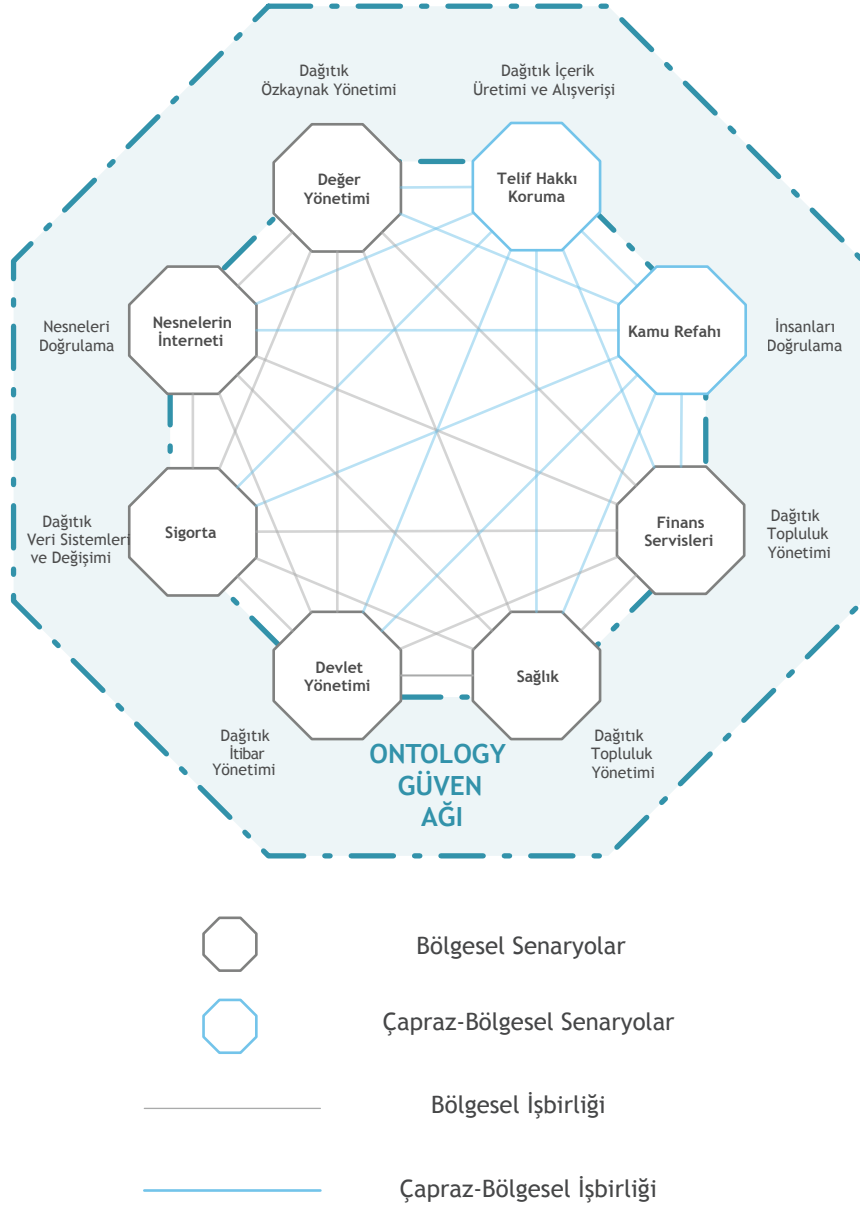 Dağıtık
Özkaynak Yönetimi
Dağıtık İçerik
Üretimi ve Alışverişi
Değer
Yönetimi
Telif Hakkı
Koruma
Nesneleri
Doğrulama
Nesnelerin
İnterneti
Kamu Refahı
İnsanları
Doğrulama
Dağıtık
Veri Sistemleri
ve Değişimi
Sigorta
Finans
Servisleri
Dağıtık
Topluluk
Yönetimi
Devlet
Yönetimi
Sağlık
Dağıtık
İtibar
Yönetimi
ONTOLOGY
GÜVEN
AĞI
Dağıtık
Topluluk
Yönetimi
Bölgesel Senaryolar
Çapraz-Bölgesel Senaryolar
Bölgesel İşbirliği
Çapraz-Bölgesel İşbirliği